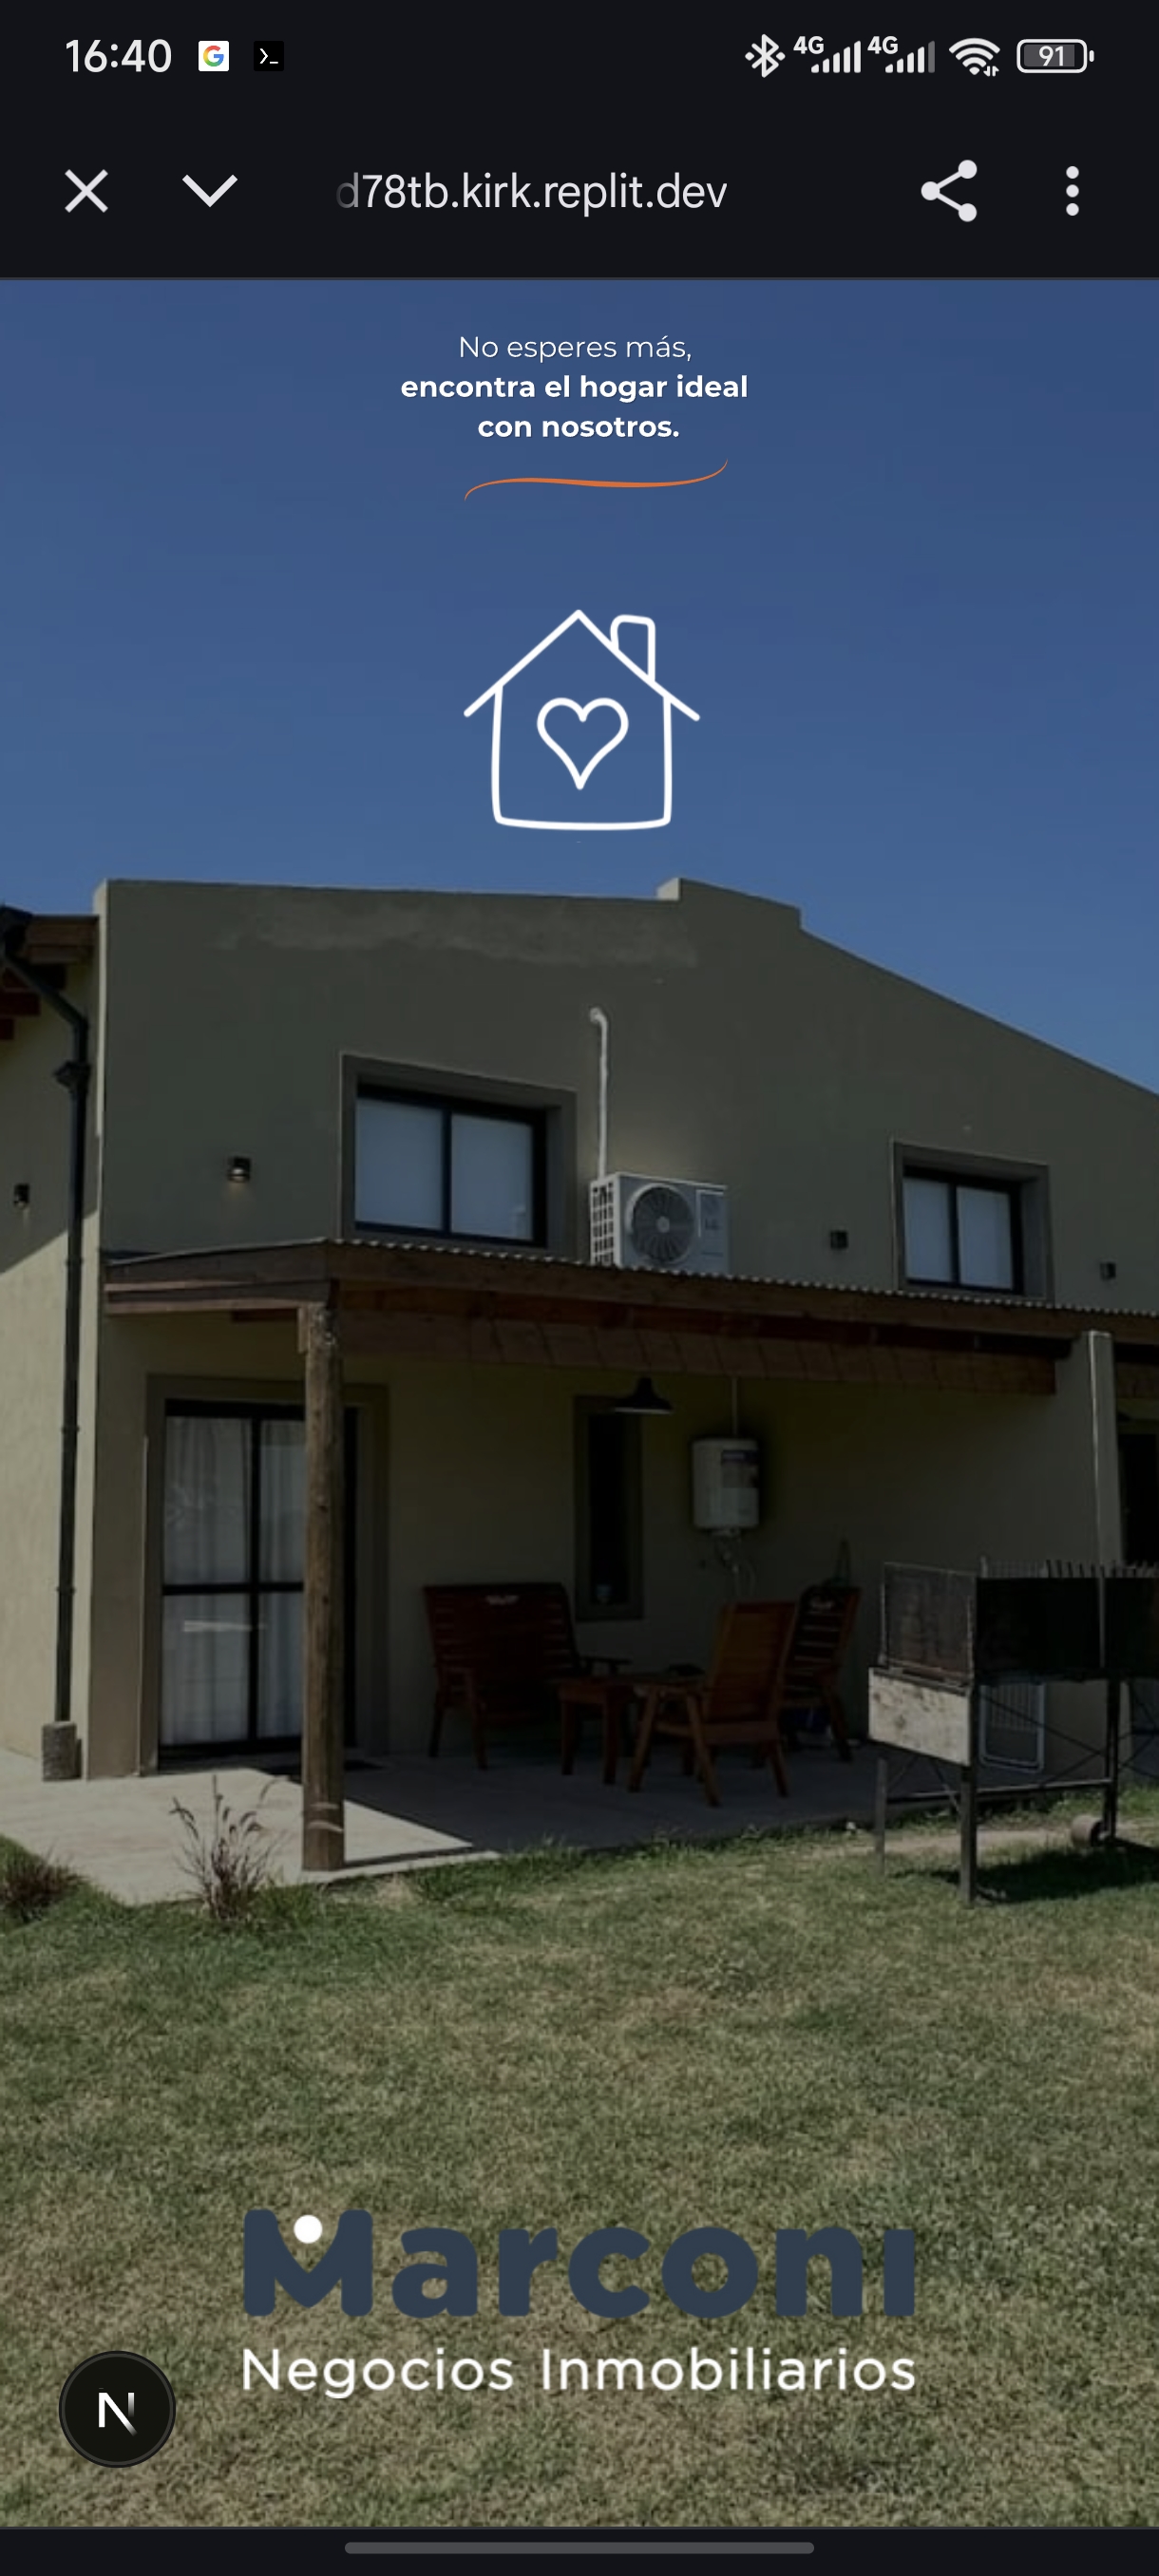 16:40
4G 4G 91
d78tb.kirk.replit.dev
No esperes más,
encontra el hogar ideal
con nosotros.
Marconi
Negocios Inmobiliarios
N